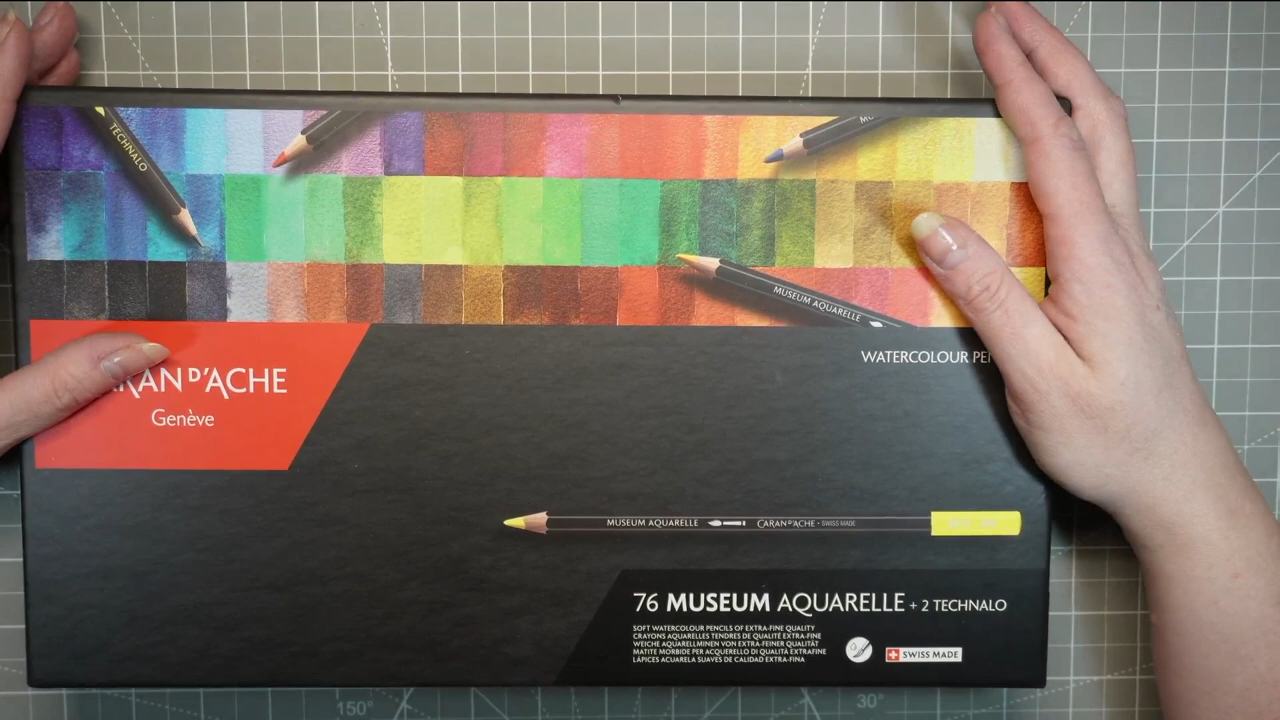 TECHNALO
MUSEUM AQUARELLE
WATERCOLOUR
D'ACHE
Genève
MUSEUM AQUARELLE CARAN D'ACHE • SWISS MADE
76 MUSEUM AQUARELLE + 2 TECHNALO
SOFT WATERCOLOUR PENCILS OF EXTRA-FINE QUALITY
CRAYONS AQUARELLES TENDRES DE QUALITÉ EXTRA-FINE
WEICHE AQUARELLMINEN VON EXTRA-FEINER QUALITÄT
MATITE MORBIDE PER ACQUERELLO DI QUALITÀ EXTRAFINE
LÁPICES ACUARELA SUAVES DE CALIDAD EXTRA-FINA
SWISS MADE
150°
30°